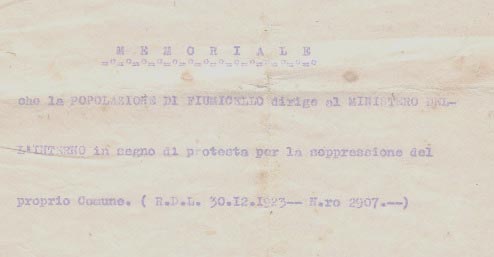 MEMORIALE
=o=o=o=o=o=o=o=o=o=o=o=o=o=o
che la POPOLAZIONE DI FIUMICELLO dirige al MINISTERO DEL-
L'INTERNO in segno di protesta per la soppressione del
proprio Comune. ( R.D.L. 30.12.1923-- N.ro 2907.--)